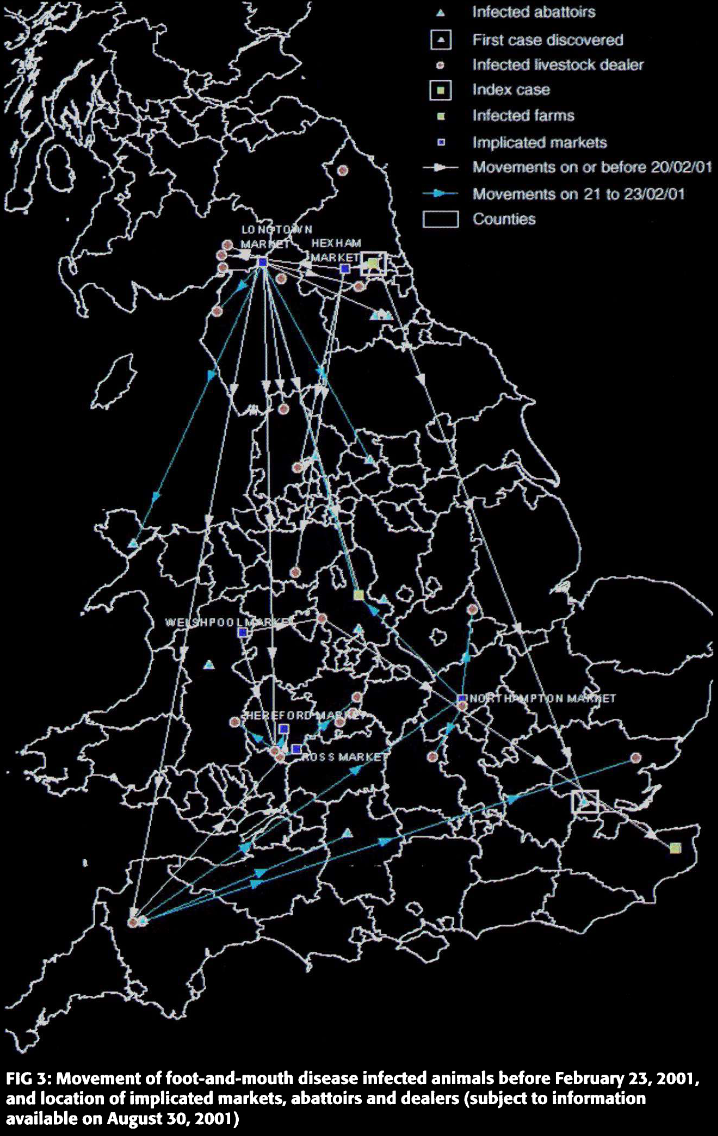 Infected abattoirs
First case discovered
Infected livestock dealer
Index case
Infected farms
Implicated markets
Movements on or before 20/02/01
Movements on 21 to 23/02/01
Counties
LONGTOWN
MARKET
HEXHAM
MARKET
WELSHPOOL MARKET
NORTHAMPTON MARKET
HEREFORD MARKET
ROSS MARKET
FIG 3: Movement of foot-and-mouth disease infected animals before February 23, 2001,
and location of implicated markets, abattoirs and dealers (subject to information
available on August 30, 2001)